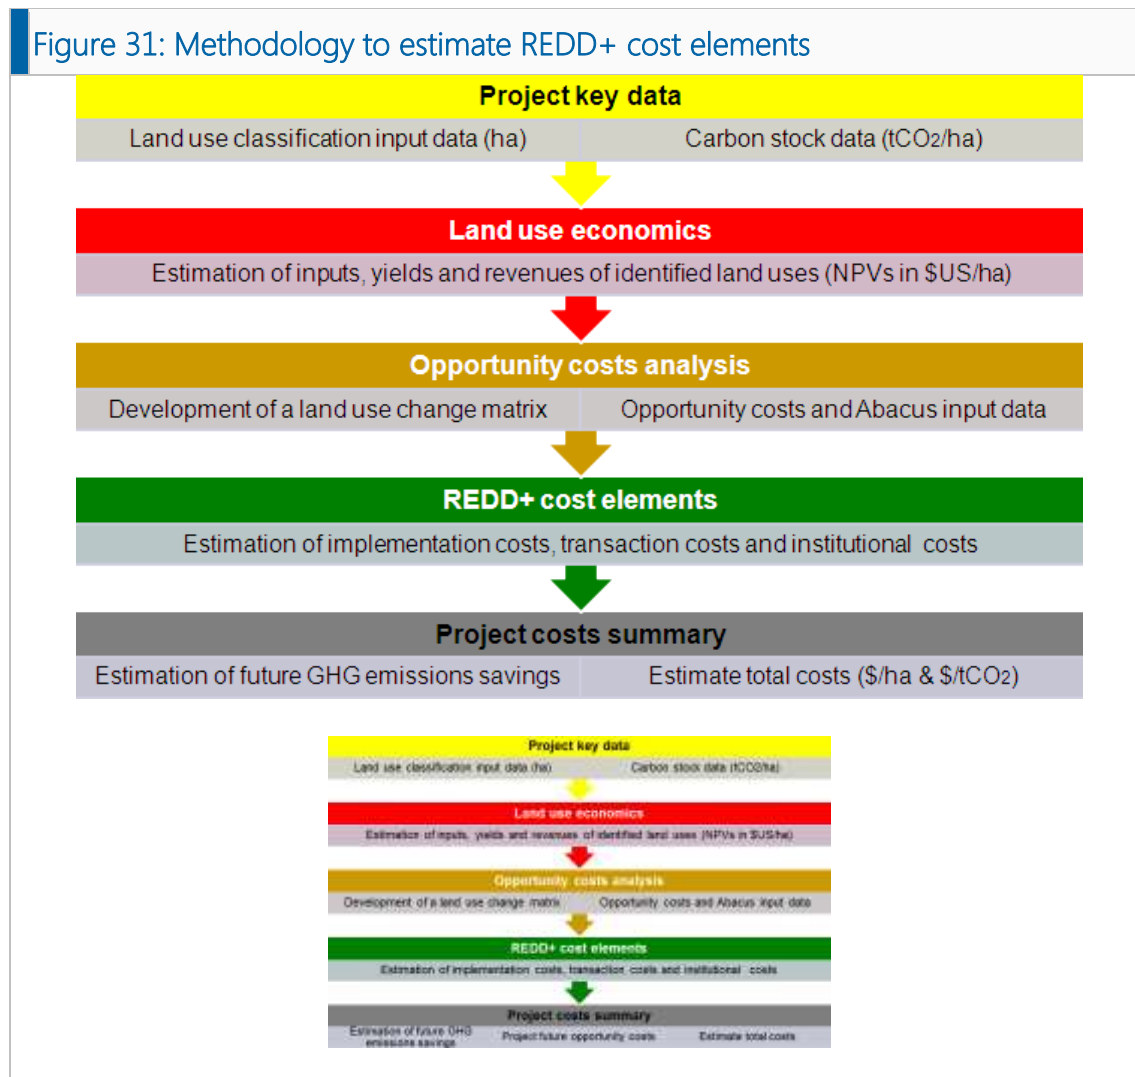 Figure 31: Methodology to estimate REDD+ cost elements
Project key data
Land use classification input data (ha)
Carbon stock data (tCO2/ha)
Land use economics
Estimation of inputs, yields and revenues of identified land uses (NPVs in $US/ha)
Opportunity costs analysis
Development of a land use change matrix
Opportunity costs and Abacus input data
REDD+ cost elements
Estimation of implementation costs, transaction costs and institutional costs
Project costs summary
Estimation of future GHG emissions savings
Estimate total costs ($/ha & $/tCO2)
Project key data
Land use classification input data (ha)
Carbon stock data (tCO2/ha)
Land use economics
Estimation of inputs, yields and revenues of identified land uses (NPVs in $US/ha)
Opportunity costs analysis
Development of a land use change matrix
Opportunity costs and Abacus input data
REDD+ cost elements
Estimation of implementation costs, transaction costs and institutional costs
Project costs summary
Estimation of future GHG
emissions savings
Project future opportunity costs
Estimate total costs